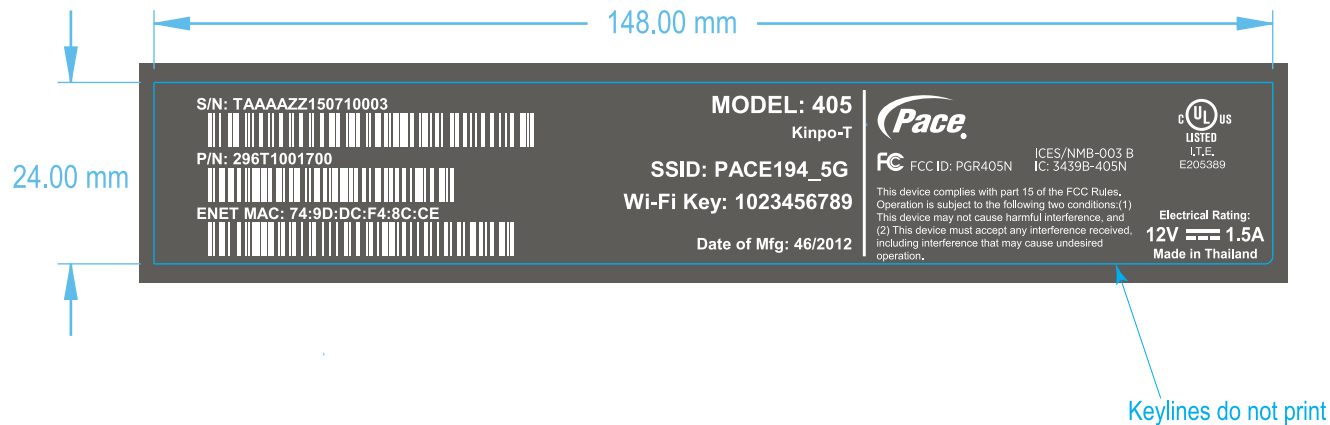 148.00 mm
24.00 mm
S/N: TAAAAZZ150710003
P/N: 296T1001700
ENET MAC: 74:9D:DC:F4:8C:CE
MODEL: 405
Kinpo-T
SSID: PACE194_5G
Wi-Fi Key: 1023456789
Date of Mfg: 46/2012
Pace
FC FCC ID: PGR405N
ICES/NMB-003 B
IC: 3439B-405N
This device complies with part 15 of the FCC Rules.
Operation is subject to the following two conditions:(1)
This device may not cause harmful interference, and
(2) This device must accept any interference received,
including interference that may cause undesired
operation.
C UL US
LISTED
I.T.E.
E205389
Electrical Rating:
12V 1.5A
Made in Thailand
Keylines do not print